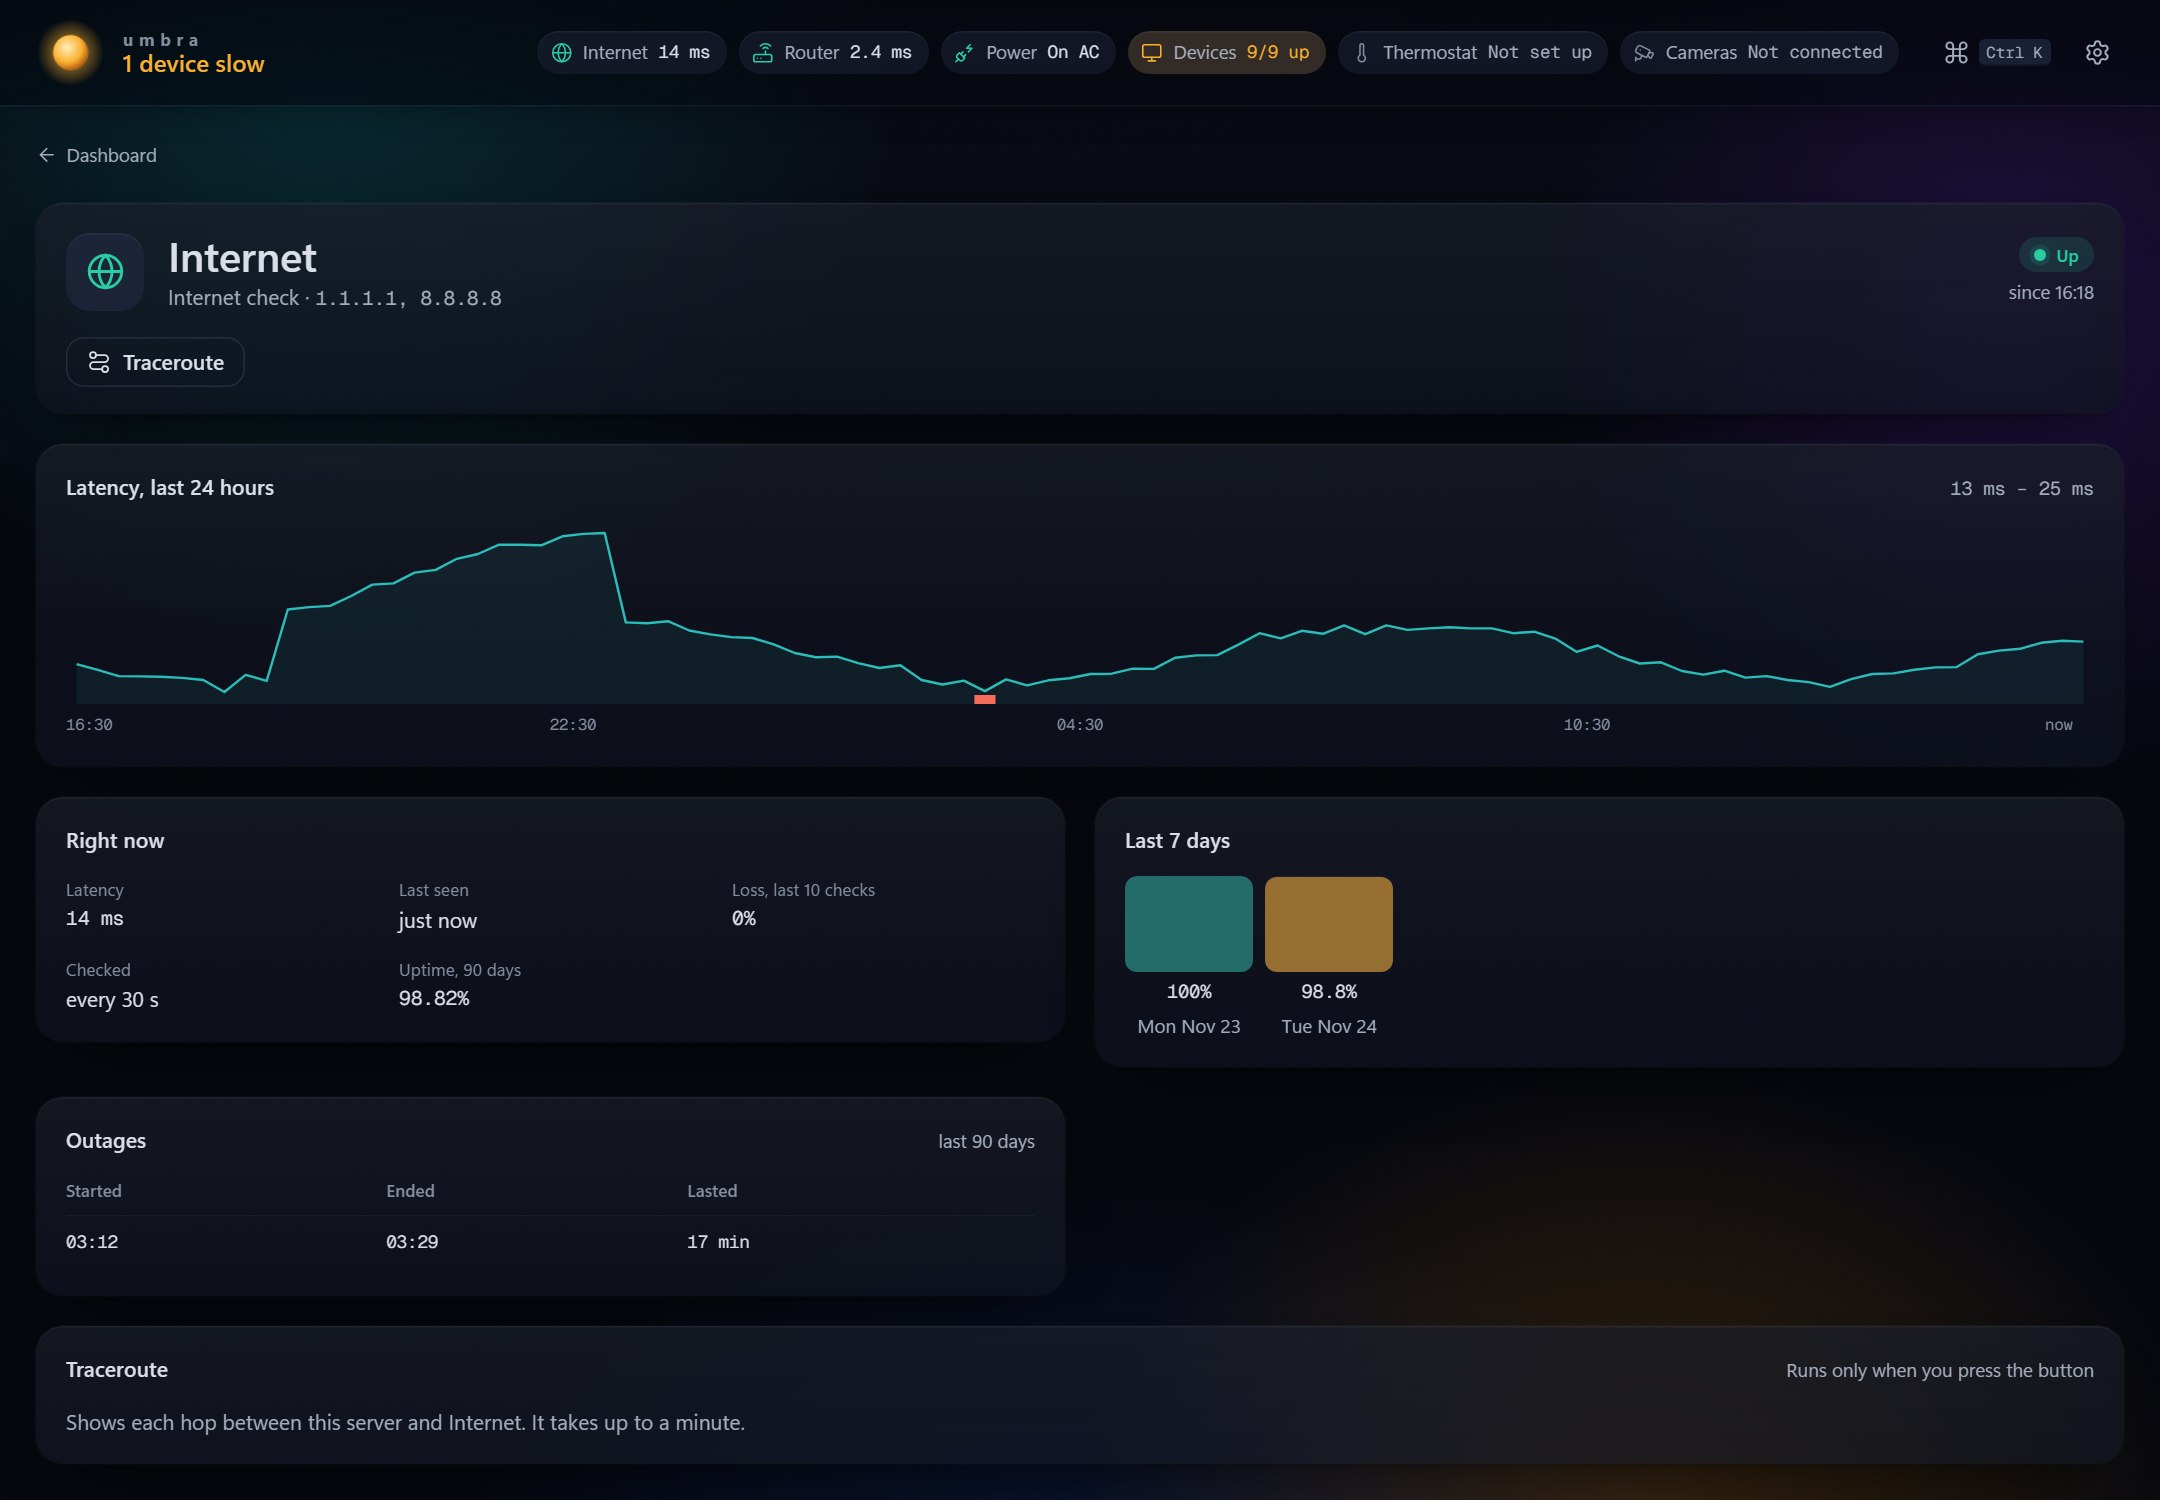 umbra
1 device slow
Internet 14 ms
Router 2.4 ms
Power On AC
Devices 9/9 up
Thermostat Not set up
Cameras Not connected
Ctrl K
Dashboard
Internet
Internet check · 1.1.1.1, 8.8.8.8
Up
since 16:18
Traceroute
Latency, last 24 hours
13 ms – 25 ms
16:30 22:30 04:30 10:30 now
Right now
Latency Last seen Loss, last 10 checks
14 ms just now 0%
Checked Uptime, 90 days
every 30 s 98.82%
Last 7 days
100% 98.8%
Mon Nov 23 Tue Nov 24
Outages last 90 days
Started Ended Lasted
03:12 03:29 17 min
Traceroute Runs only when you press the button
Shows each hop between this server and Internet. It takes up to a minute.